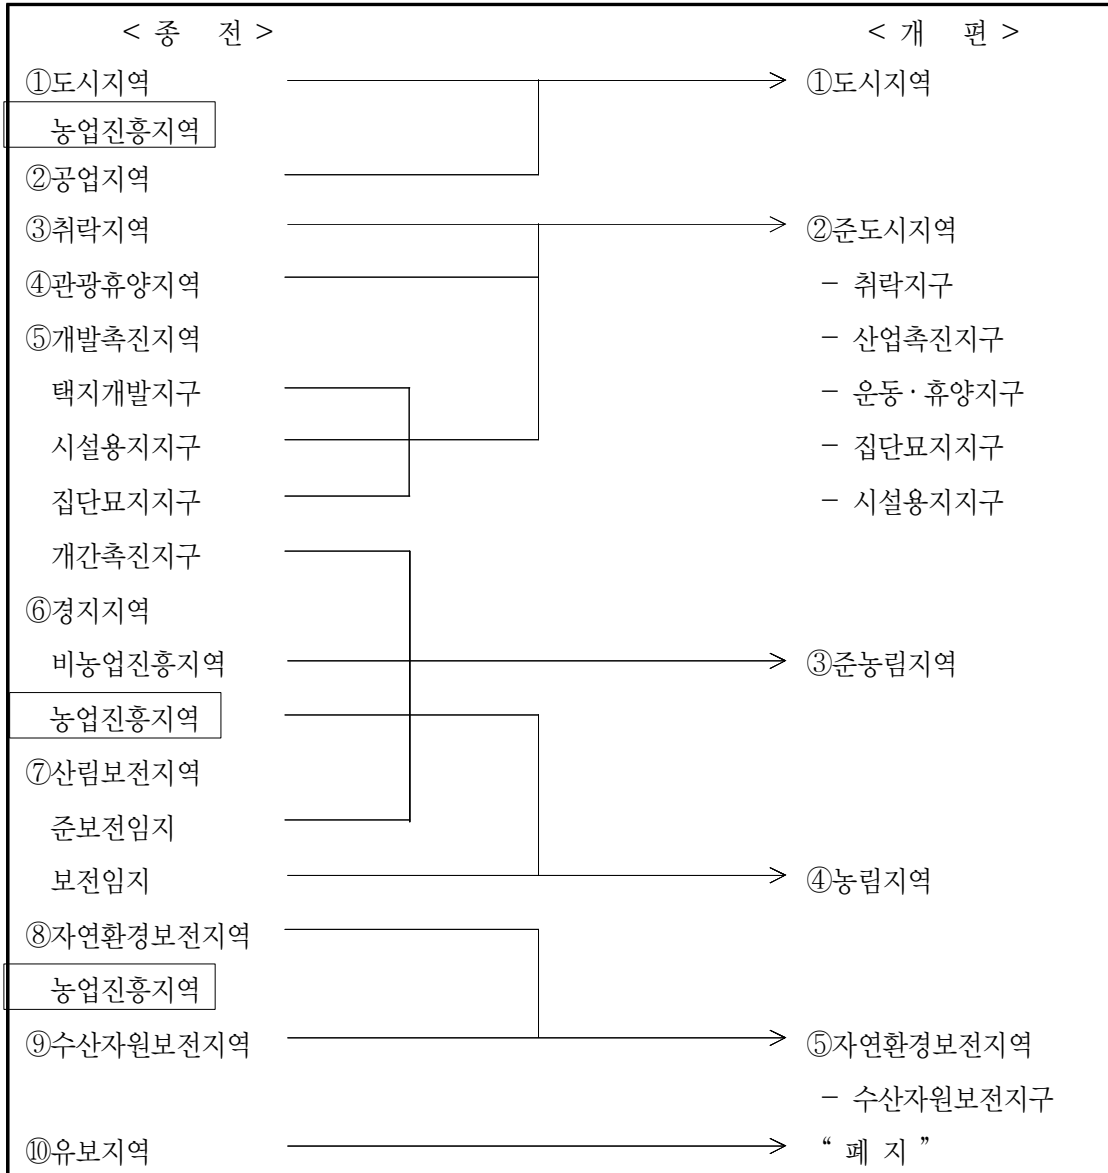 < 종 전 > < 개 편 >
①도시지역 ①도시지역
농업진흥지역
②공업지역
③취락지역 ②준도시지역
④관광휴양지역 - 취락지구
⑤개발촉진지역 - 산업촉진지구
택지개발지구 - 운동·휴양지구
시설용지지구 - 집단묘지지구
집단묘지지구 - 시설용지지구
개간촉진지구
⑥경지지역
비농업진흥지역 ③준농림지역
농업진흥지역
⑦산림보전지역
준보전임지
보전임지 ④농림지역
⑧자연환경보전지역
농업진흥지역
⑨수산자원보전지역 ⑤자연환경보전지역
- 수산자원보전지구
⑩유보지역 “ 폐 지 ”